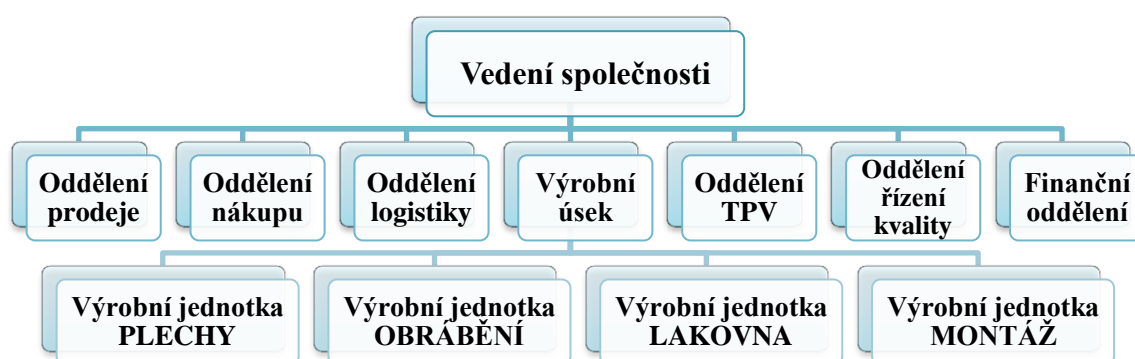 Vedení společnosti
Oddělení
prodeje
Oddělení
nákupu
Oddělení
logistiky
Výrobní
úsek
Oddělení
TPV
Oddělení
řízení
kvality
Finanční
oddělení
Výrobní jednotka
PLECHY
Výrobní jednotka
OBRÁBĚNÍ
Výrobní jednotka
LAKOVNA
Výrobní jednotka
MONTÁŽ